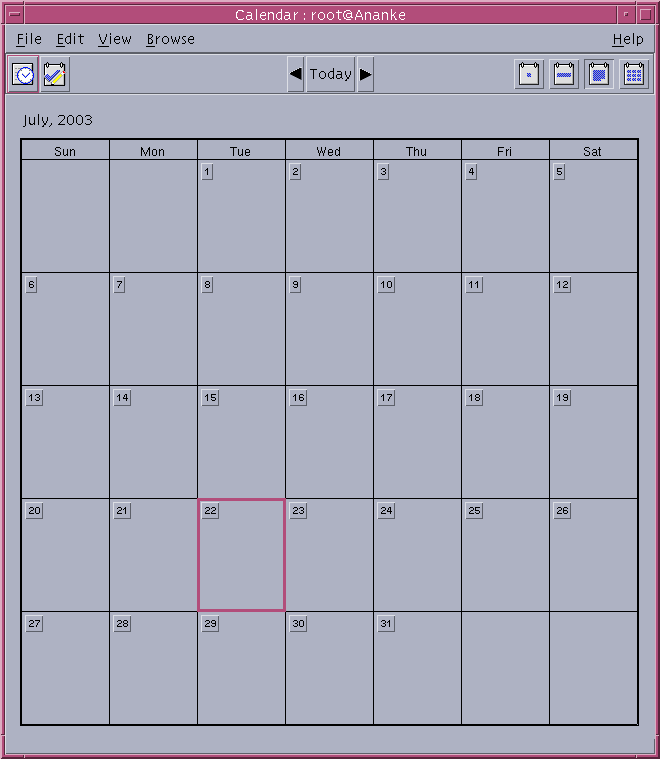 Calendar : root@Ananke
File Edit View Browse Help
Today
July, 2003
Sun Mon Tue Wed Thu Fri Sat
1 2 3 4 5
6 7 8 9 10 11 12
13 14 15 16 17 18 19
20 21 22 23 24 25 26
27 28 29 30 31